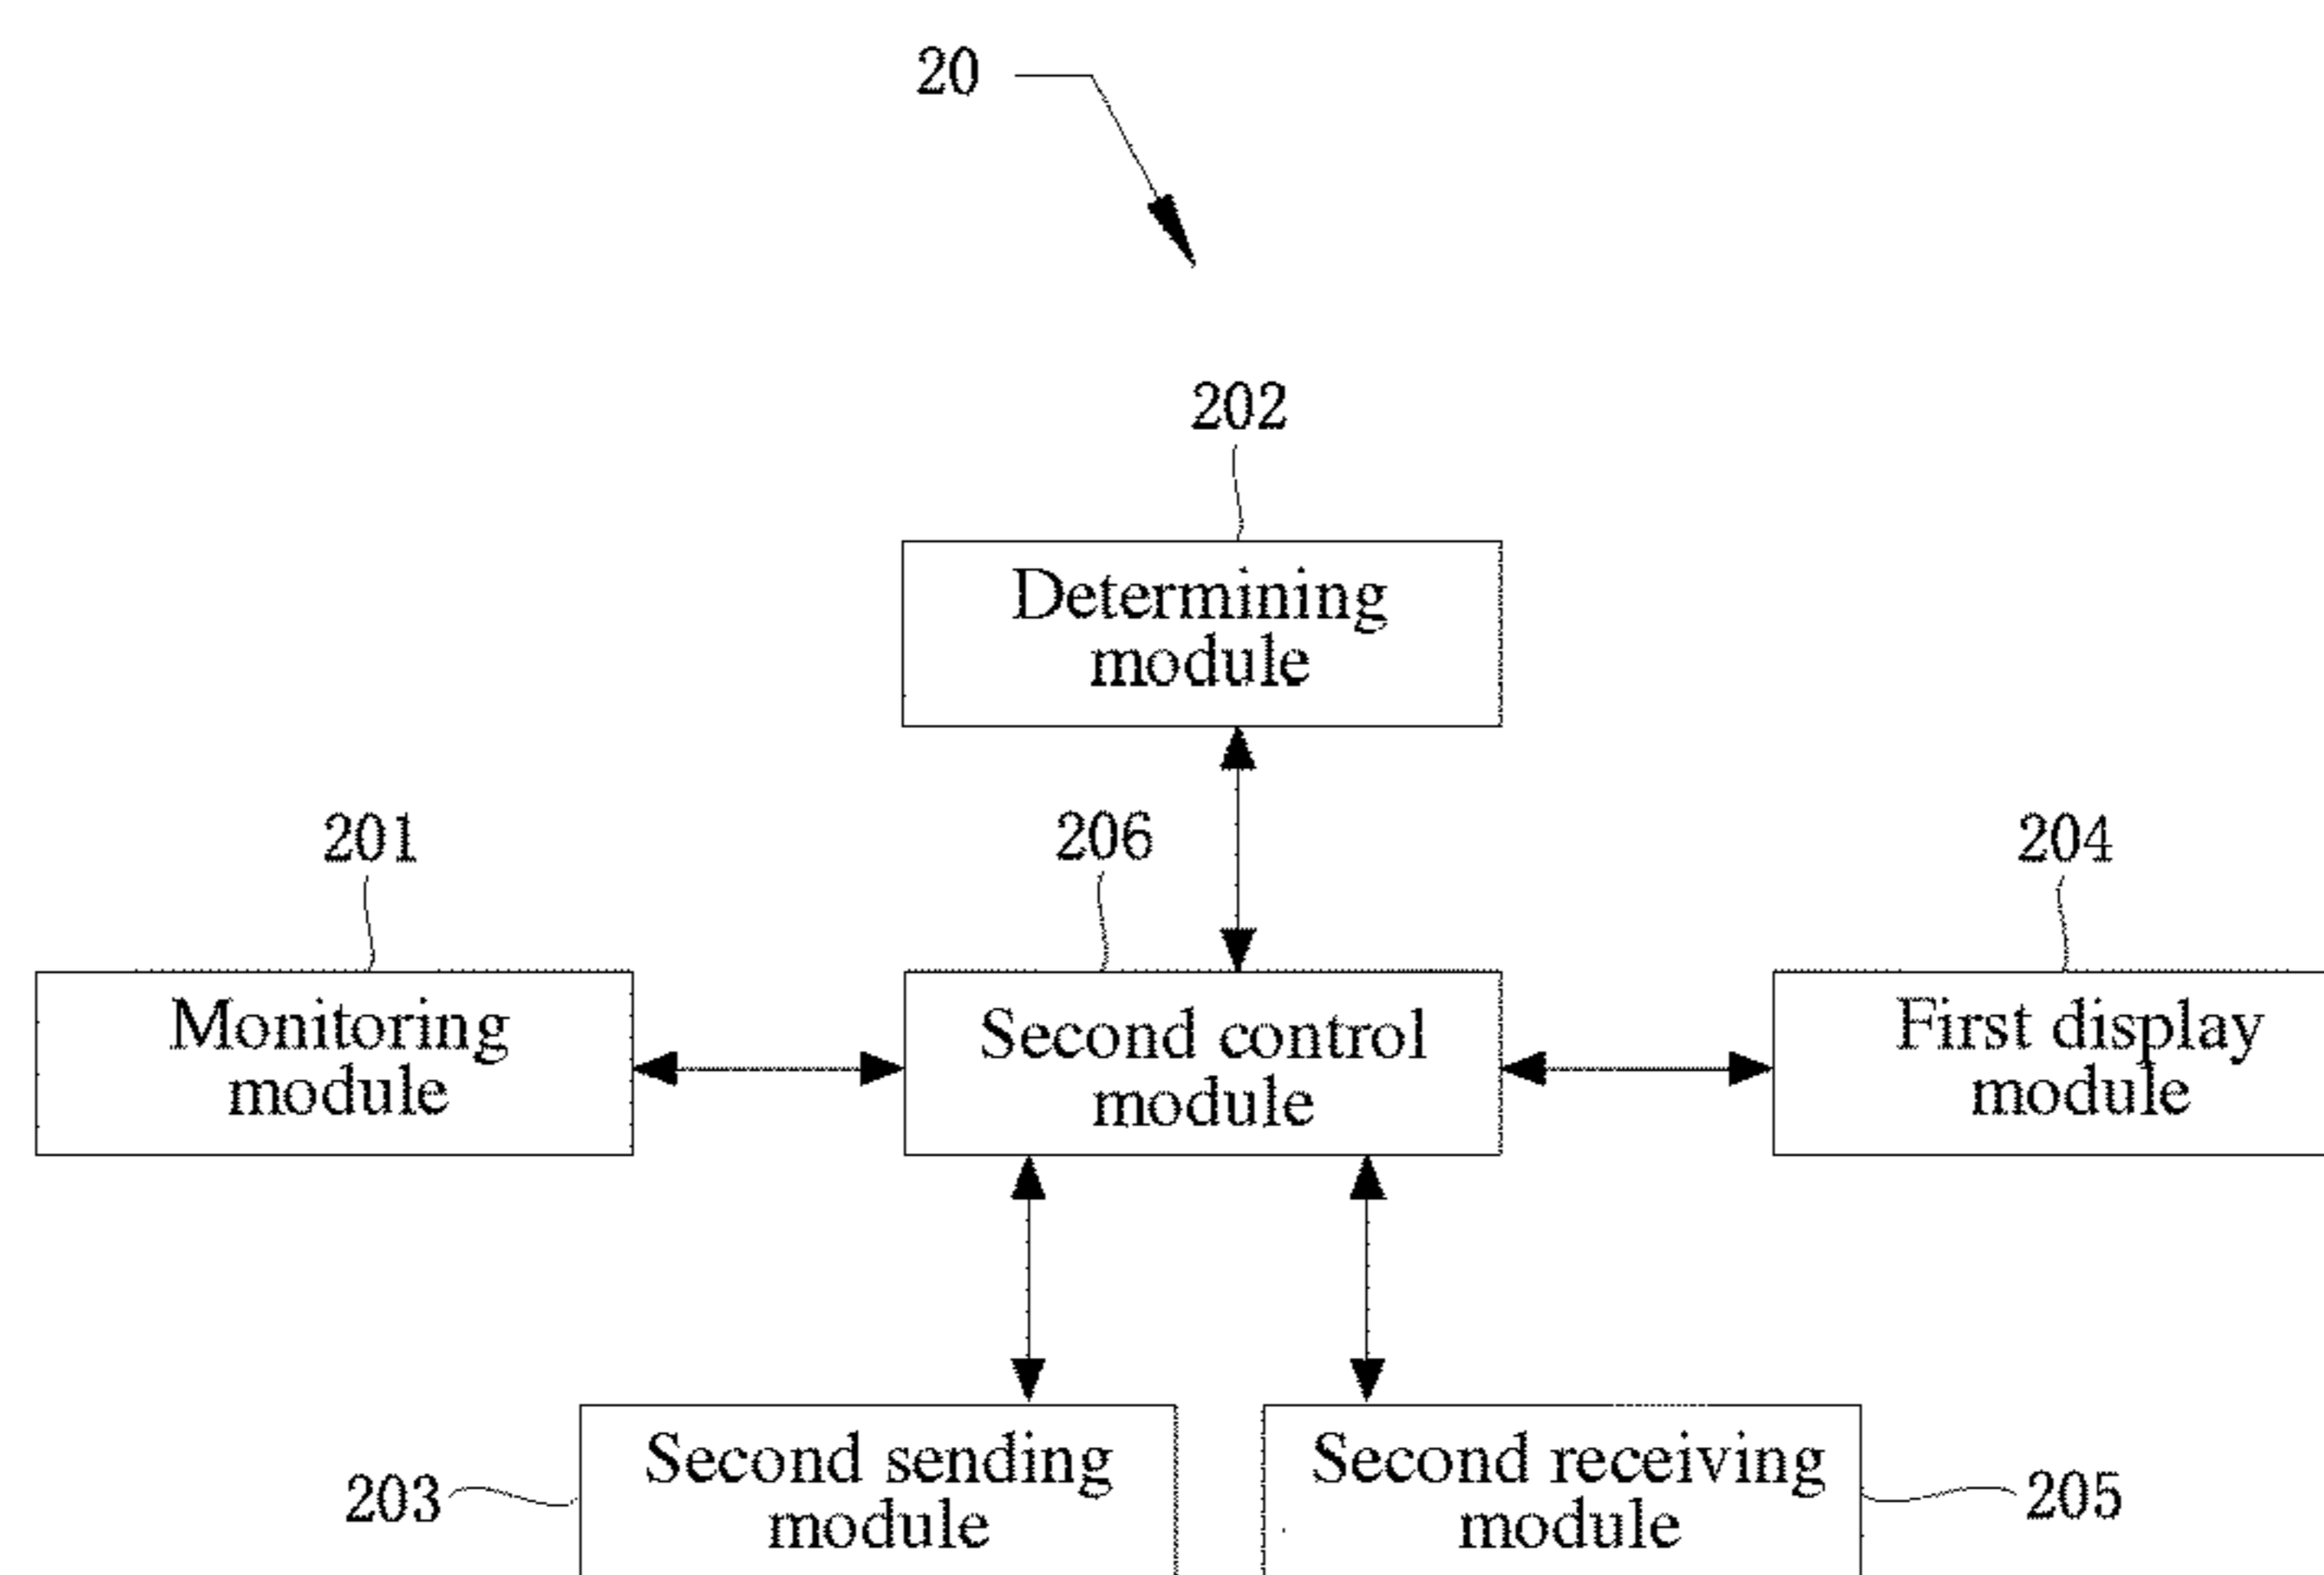 20
202
Determining
module
201
206
204
Monitoring
module
Second control
module
First display
module
203
Second sending
module
Second receiving
module
205